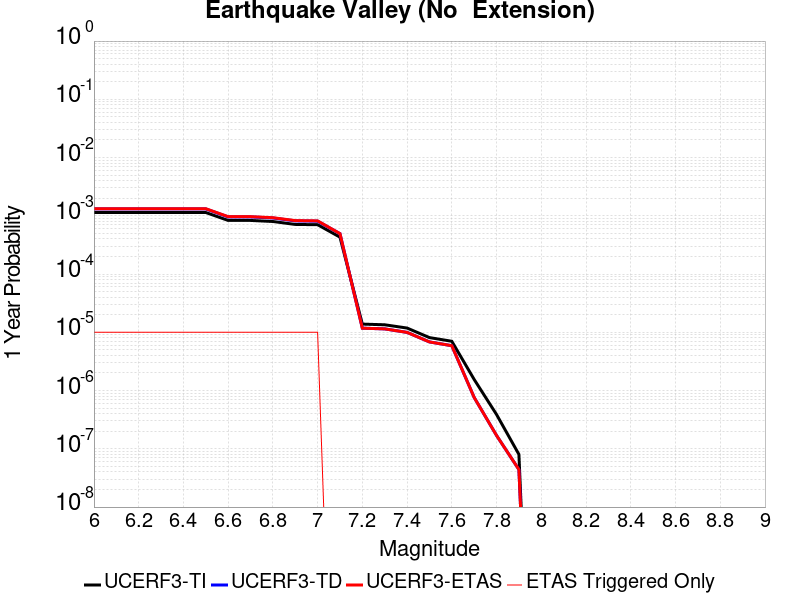 Earthquake Valley (No  Extension)
10^0
10^-1
10^-2
10^-3
10^-4
10^-5
10^-6
10^-7
10^-8
1 Year Probability
6 6.2 6.4 6.6 6.8 7 7.2 7.4 7.6 7.8 8 8.2 8.4 8.6 8.8 9
Magnitude
UCERF3-TI UCERF3-TD UCERF3-ETAS ETAS Triggered Only